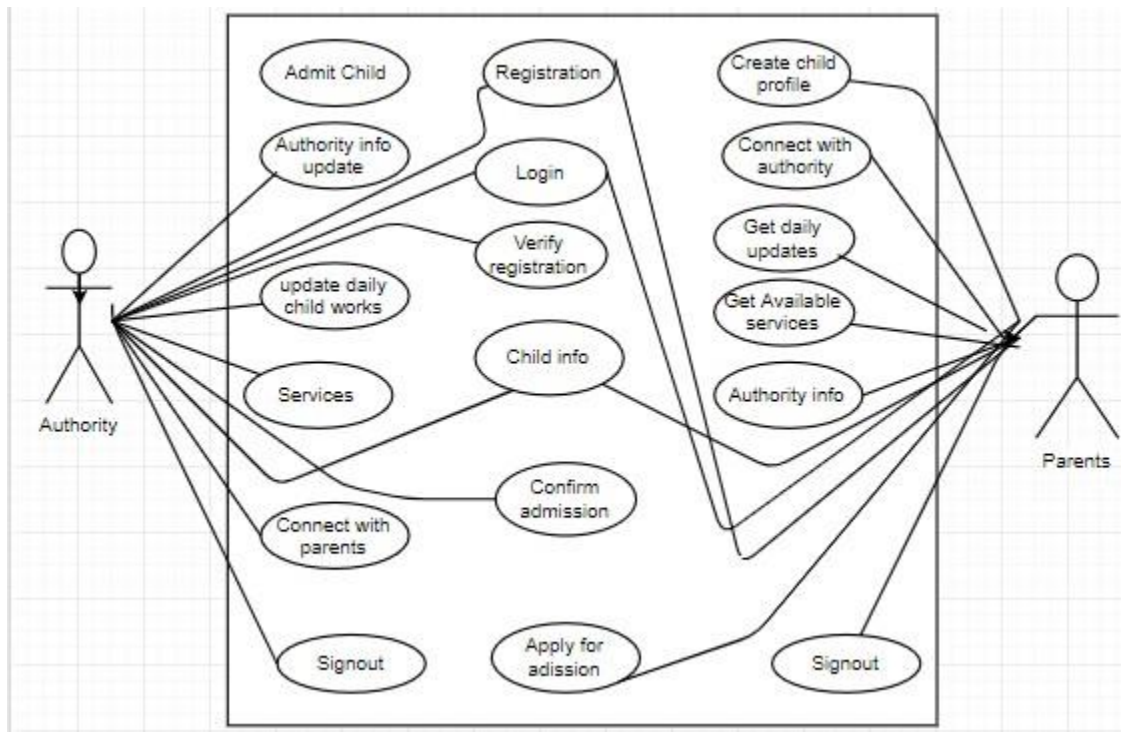 Admit Child
Registration
Create child
profile
Authority info
update
Login
Connect with
authority
Verify
registration
Get daily
updates
update daily
child works
Get Available
services
Child info
Services
Authority info
Authority
Parents
Confirm
admission
Connect with
parents
Signout
Apply for
adission
Signout